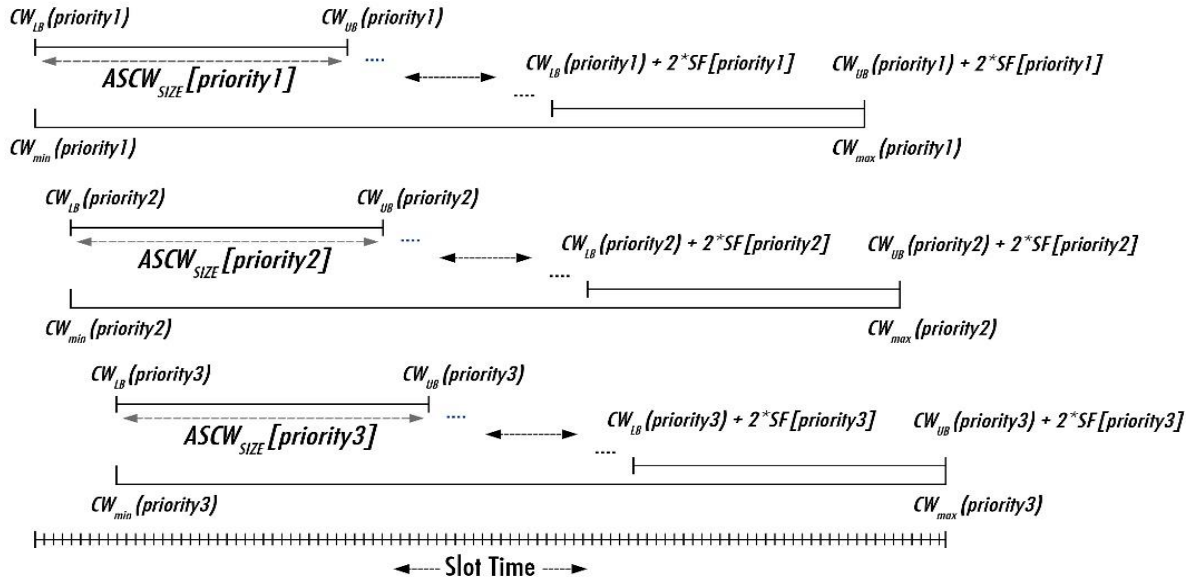 CW_LB(priority1) CW_UB(priority1)
ASCW_SIZE[priority1]
....
CW_LB(priority1) + 2*SF[priority1] CW_UB(priority1) + 2*SF[priority1]
....
CW_min(priority1) CW_max(priority1)
CW_LB(priority2) CW_UB(priority2)
ASCW_SIZE[priority2]
....
CW_LB(priority2) + 2*SF[priority2] CW_UB(priority2) + 2*SF[priority2]
....
CW_min(priority2) CW_max(priority2)
CW_LB(priority3) CW_UB(priority3)
ASCW_SIZE[priority3]
....
CW_LB(priority3) + 2*SF[priority3] CW_UB(priority3) + 2*SF[priority3]
....
CW_min(priority3) CW_max(priority3)
Slot Time